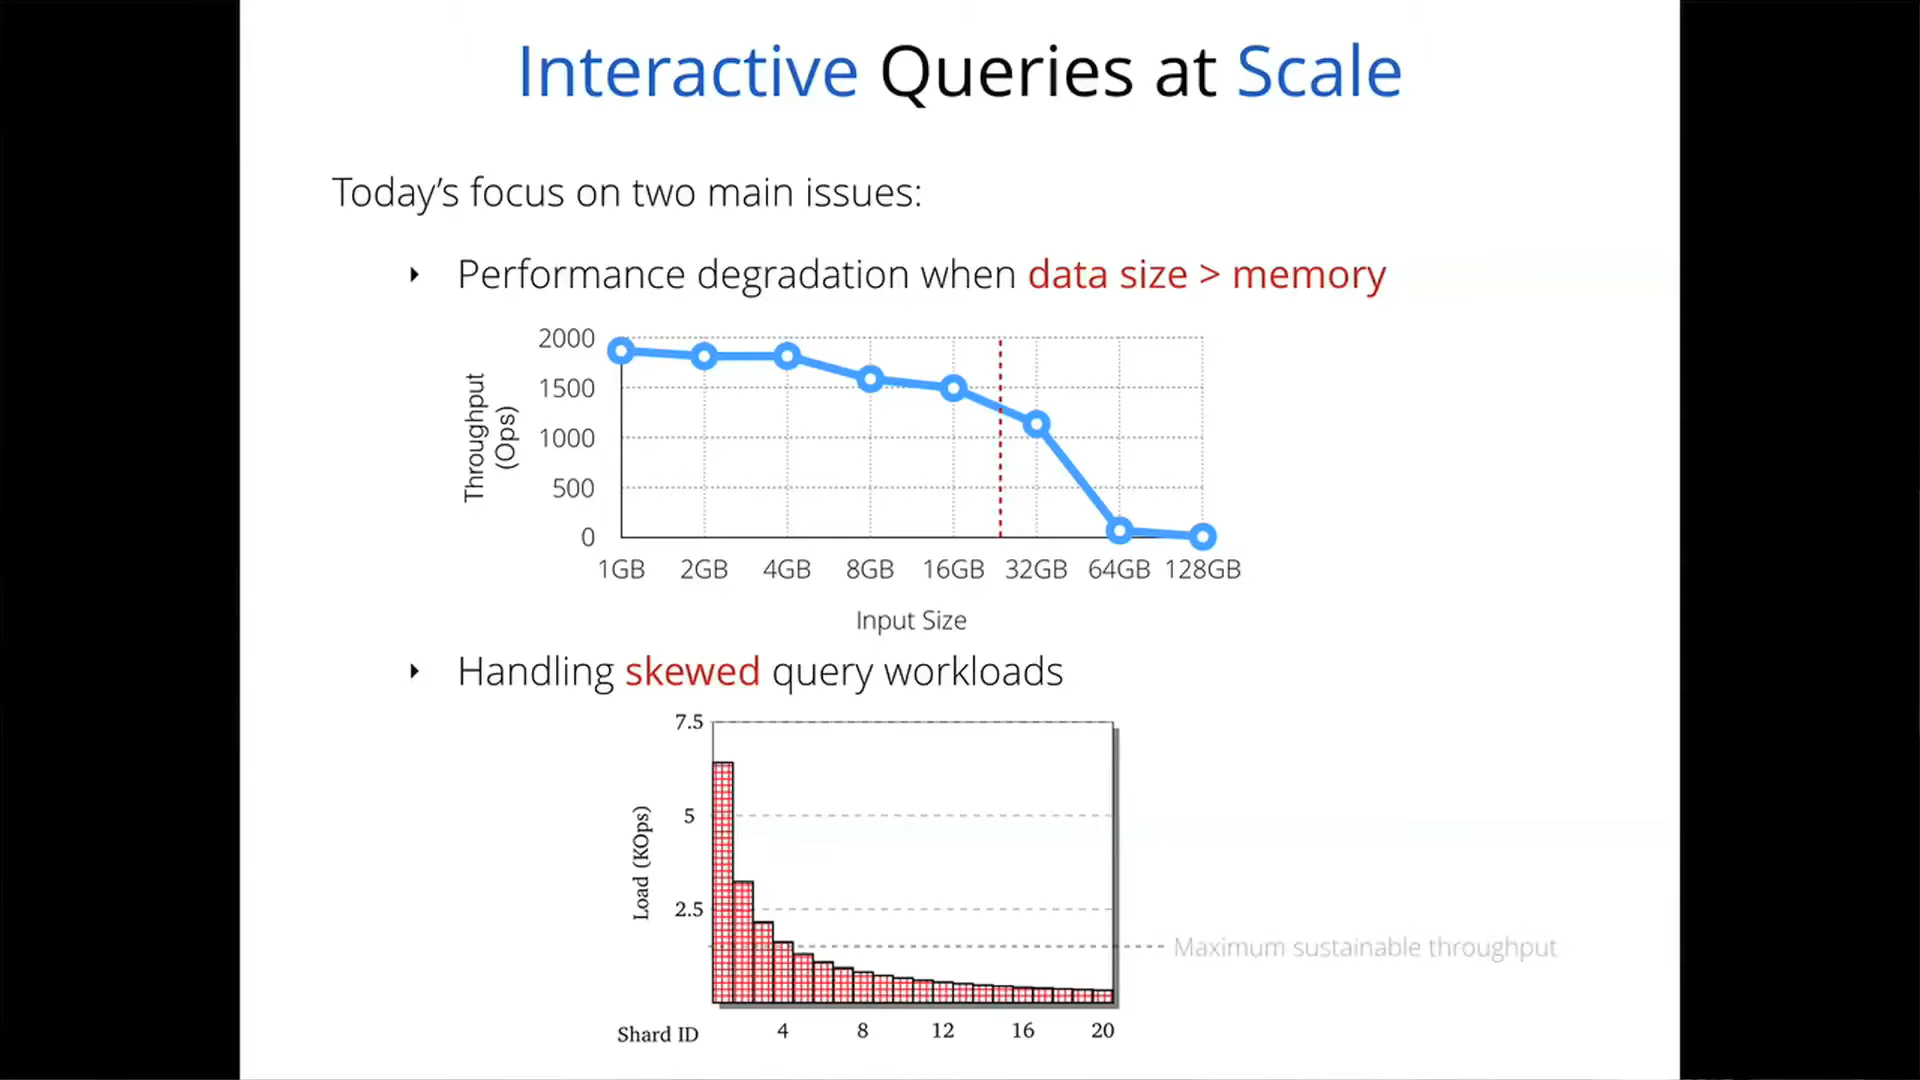 Interactive Queries at Scale
Today's focus on two main issues:
‣ Performance degradation when data size > memory
2000
1500
1000
500
0
Throughput
(Ops)
1GB 2GB 4GB 8GB 16GB 32GB 64GB 128GB
Input Size
‣ Handling skewed query workloads
7.5
5
2.5
Load (KOps)
Maximum sustainable throughput
Shard ID 4 8 12 16 20